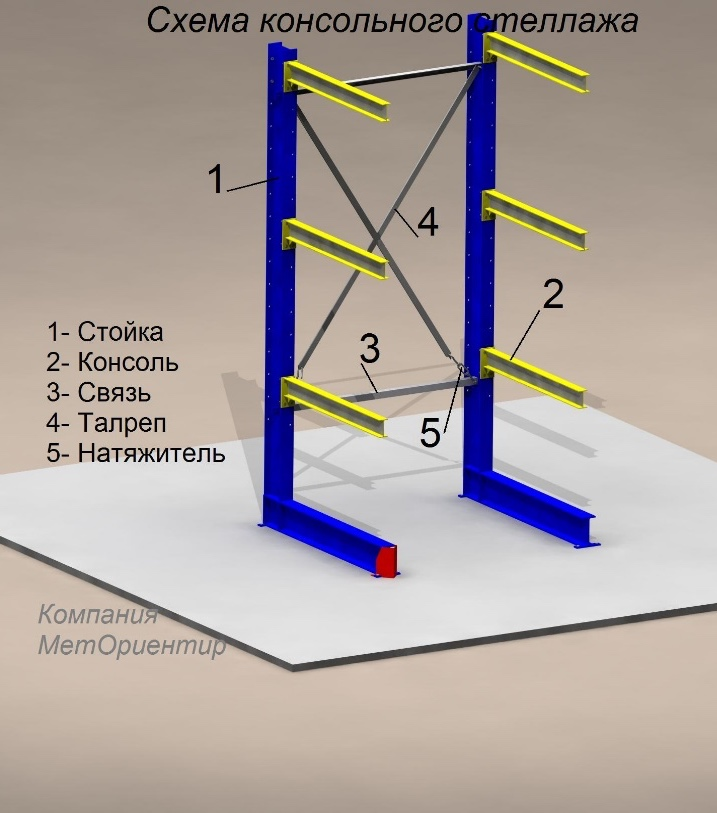 Схема консольного стеллажа
1
4
2
3
5
1- Стойка
2- Консоль
3- Связь
4- Талреп
5- Натяжитель
Компания
МетОриентир